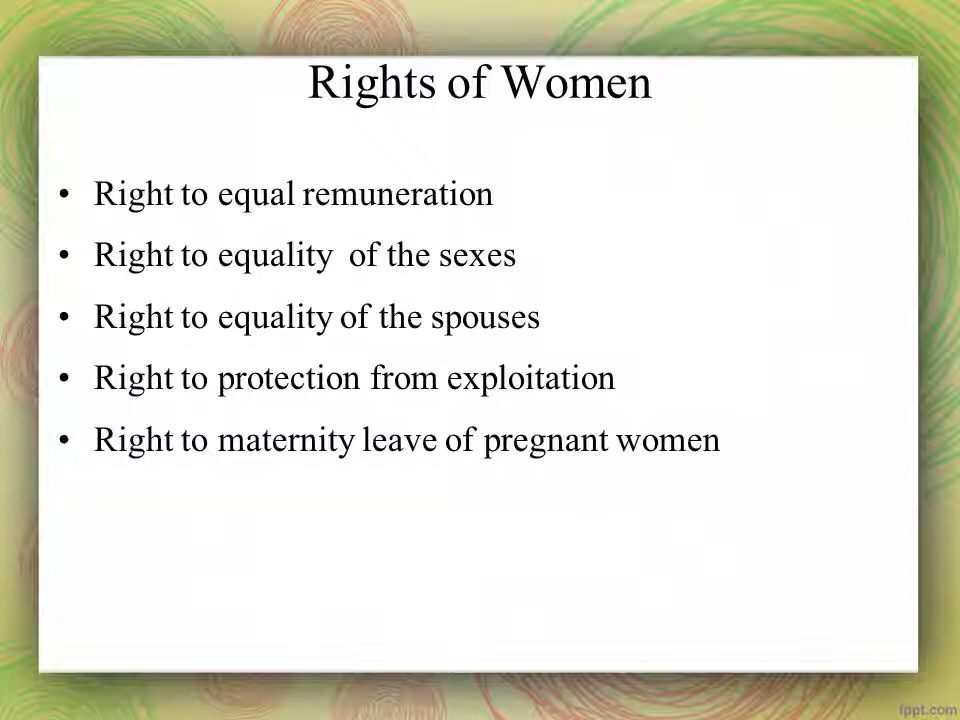 Rights of Women
• Right to equal remuneration
• Right to equality  of the sexes
• Right to equality of the spouses
• Right to protection from exploitation
• Right to maternity leave of pregnant women
fppt.com